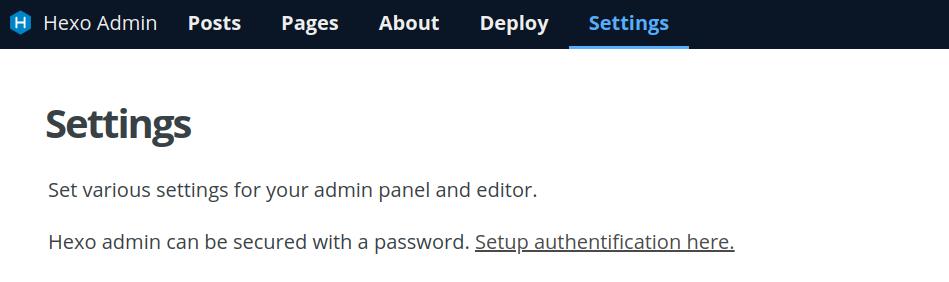 H Hexo Admin Posts Pages About Deploy Settings
Settings
Set various settings for your admin panel and editor.
Hexo admin can be secured with a password. Setup authentification here.